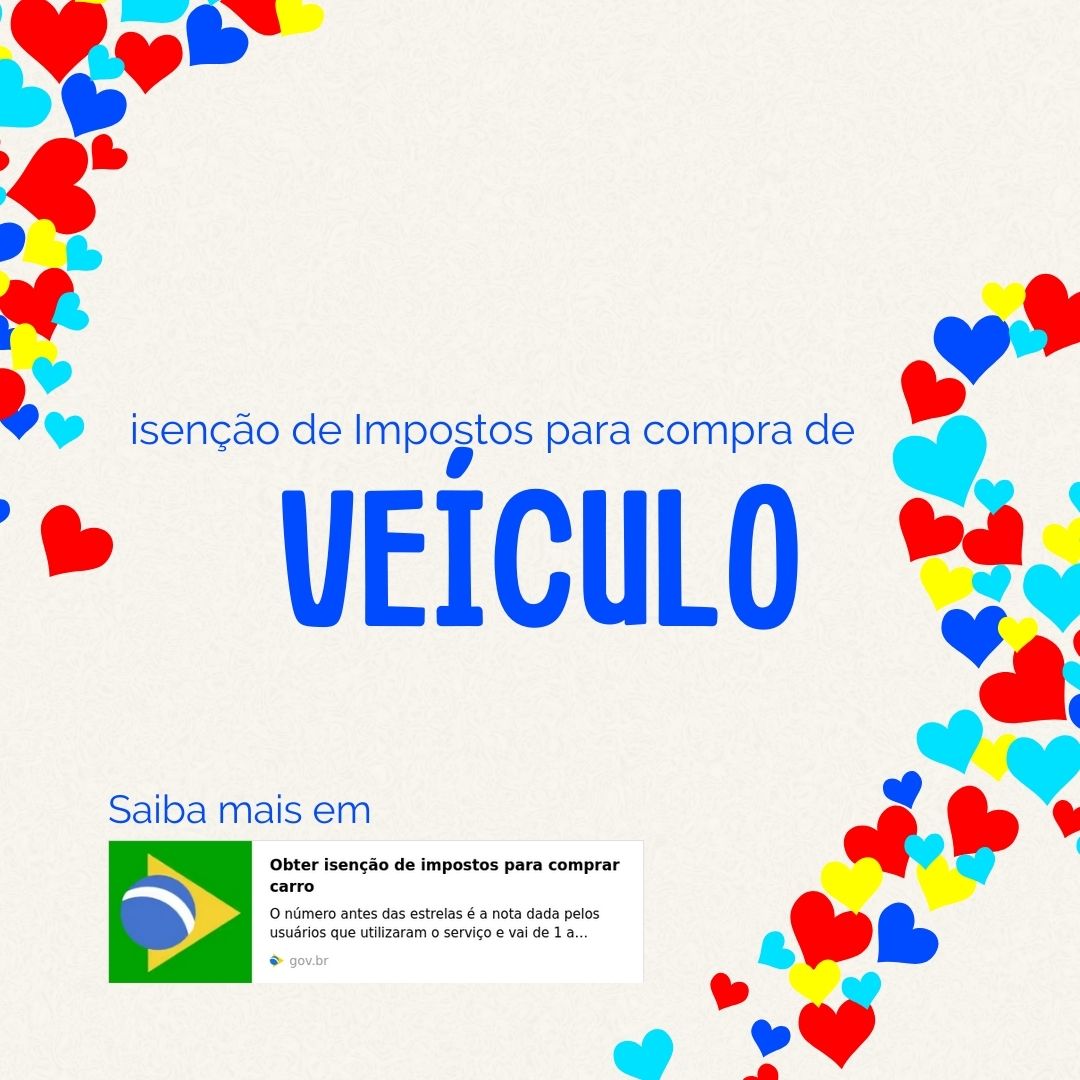 isenção de Impostos para compra de
VEÍCULO
Saiba mais em
Obter isenção de impostos para comprar
carro
O número antes das estrelas é a nota dada pelos
usuários que utilizaram o serviço e vai de 1 a...
gov.br